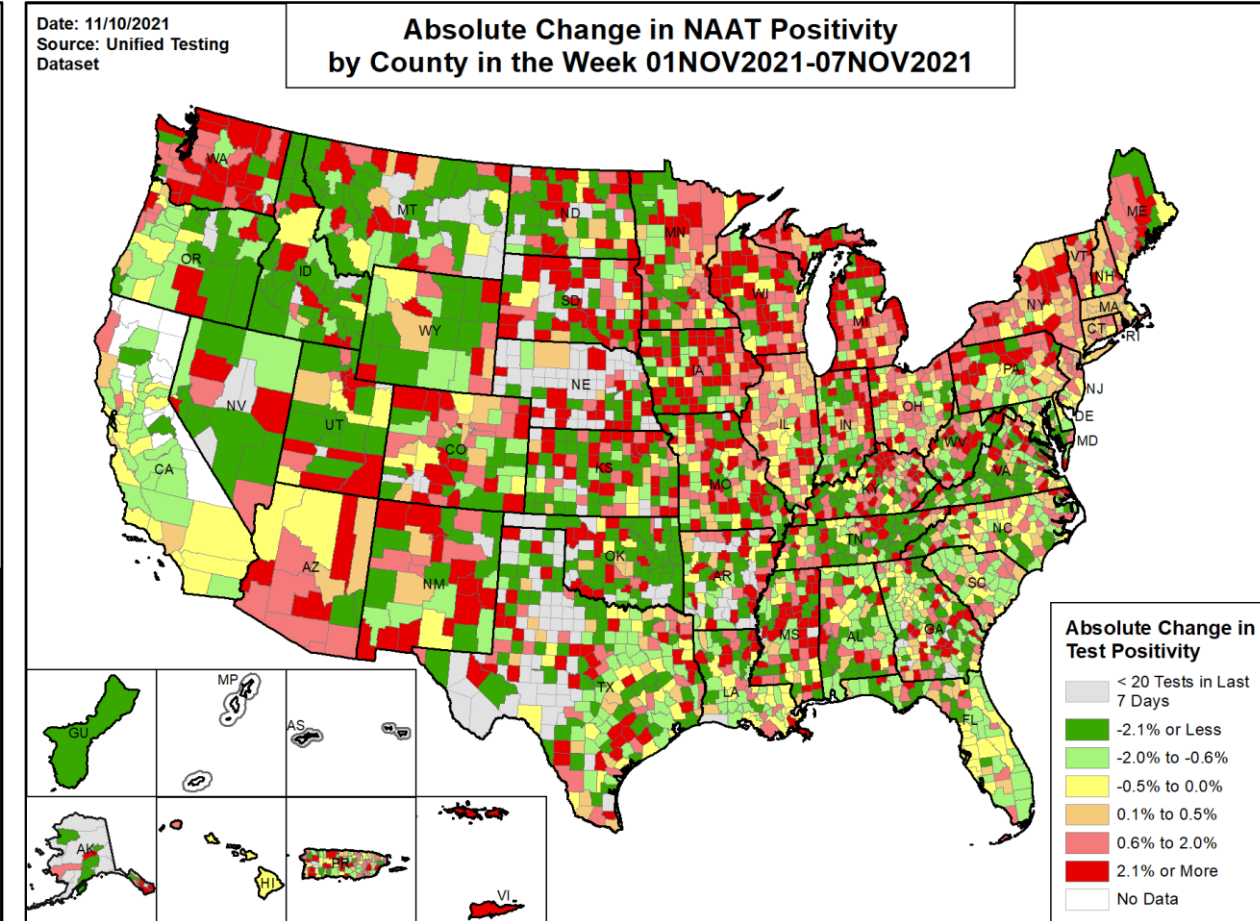 Date: 11/10/2021
Source: Unified Testing
Dataset
Absolute Change in NAAT Positivity
by County in the Week 01NOV2021-07NOV2021
WA
MT
ND
MN
ME
OR
ID
SD
WI
MI
VT
NH
NY
MA
CT
RI
WY
IA
PA
NJ
NE
OH
DE
MD
NV
UT
CO
IL
IN
WV
VA
CA
KS
MO
KY
AZ
NM
OK
AR
TN
NC
SC
MS
AL
GA
TX
LA
FL
GU
MP
AS
AK
HI
PR
VI
Absolute Change in
Test Positivity
< 20 Tests in Last
7 Days
-2.1% or Less
-2.0% to -0.6%
-0.5% to 0.0%
0.1% to 0.5%
0.6% to 2.0%
2.1% or More
No Data